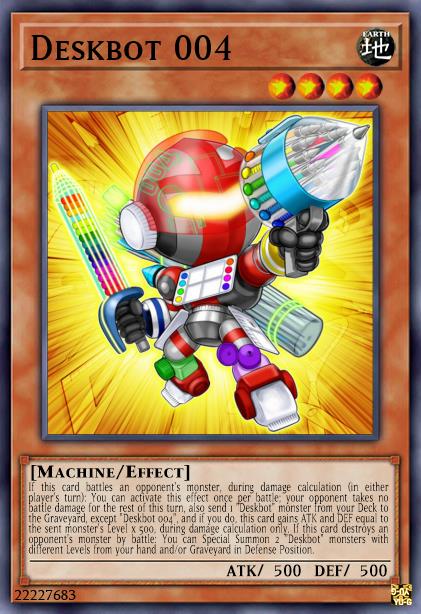 Deskbot 004
EARTH
地
[Machine/Effect]
If this card battles an opponent's monster, during damage calculation (in either
player's turn): You can activate this effect once per battle; your opponent takes no
battle damage for the rest of this turn, also send 1 "Deskbot" monster from your Deck to
the Graveyard, except "Deskbot 004", and if you do, this card gains ATK and DEF equal to
the sent monster's Level x 500, during damage calculation only. If this card destroys an
opponent's monster by battle: You can Special Summon 2 "Deskbot" monsters with
different Levels from your hand and/or Graveyard in Defense Position.
ATK/ 500 DEF/ 500
22227683